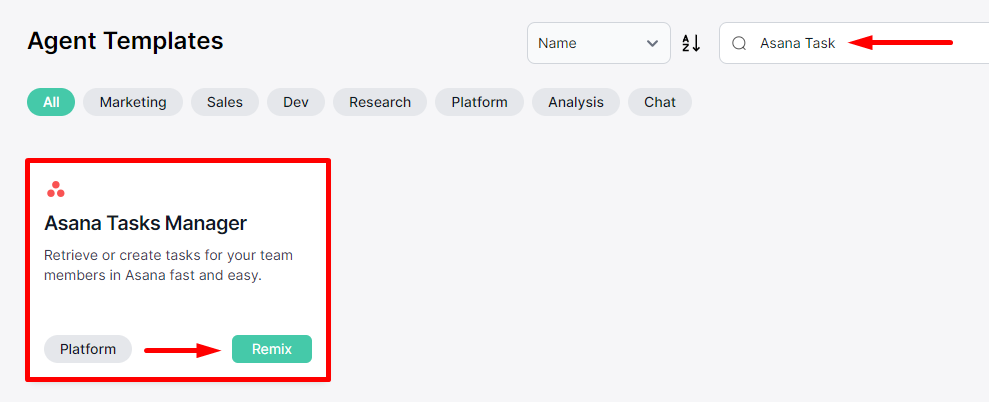 Agent Templates
Name
Asana Task
All
Marketing
Sales
Dev
Research
Platform
Analysis
Chat
Asana Tasks Manager
Retrieve or create tasks for your team
members in Asana fast and easy.
Platform
Remix